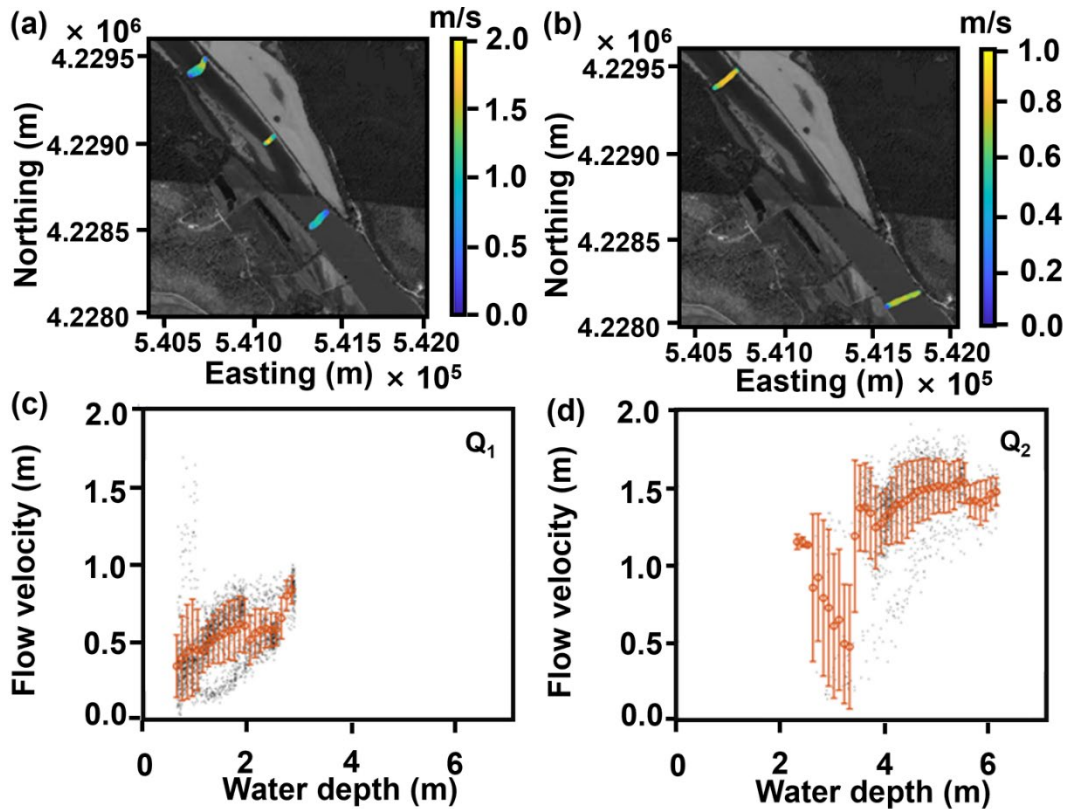 (a)
m/s
× 10⁶
2.0
4.2295
1.5
4.2290
1.0
4.2285
0.5
4.2280
0.0
Northing (m)
5.405 5.410 5.415 5.420
Easting (m) × 10⁵
(b)
m/s
× 10⁶
1.0
4.2295
0.8
4.2290
0.6
0.4
4.2285
0.2
4.2280
0.0
Northing (m)
5.405 5.410 5.415 5.420
Easting (m) × 10⁵
(c)
2.0
Q₁
1.5
1.0
0.5
0.0
Flow velocity (m)
0 2 4 6
Water depth (m)
(d)
2.0
Q₂
1.5
1.0
0.5
0.0
Flow velocity (m)
0 2 4 6
Water depth (m)